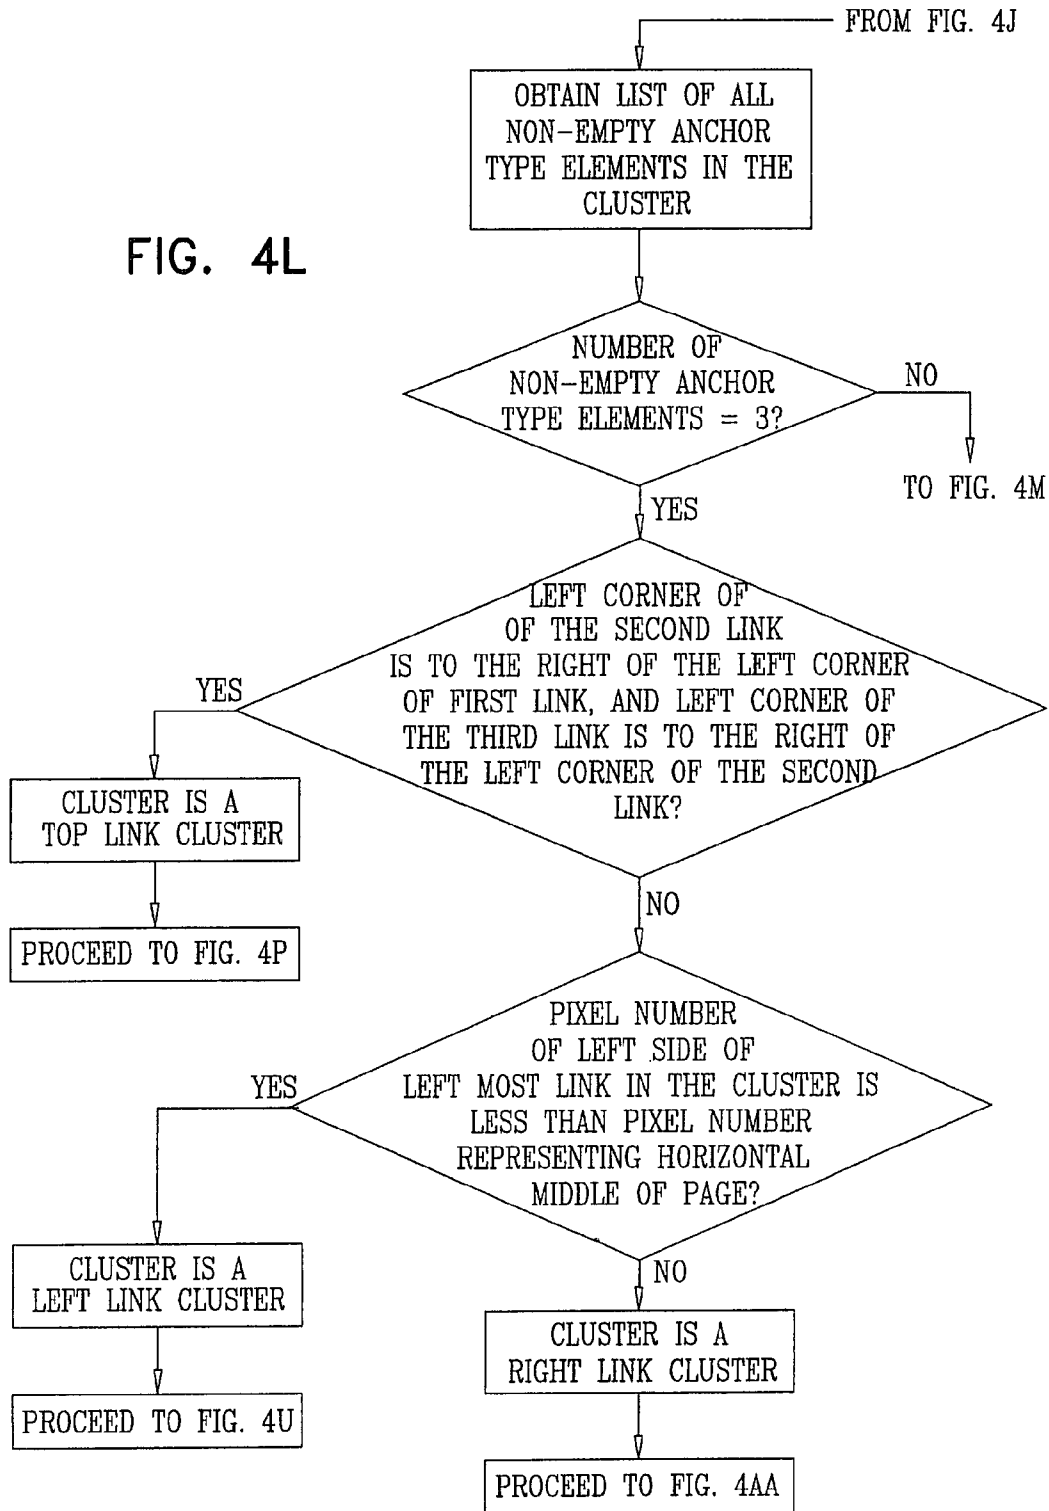 FROM FIG. 4J
OBTAIN LIST OF ALL
NON-EMPTY ANCHOR
TYPE ELEMENTS IN THE
CLUSTER
FIG. 4L
NUMBER OF
NON-EMPTY ANCHOR
TYPE ELEMENTS = 3?
NO
TO FIG. 4M
YES
LEFT CORNER OF
OF THE SECOND LINK
IS TO THE RIGHT OF THE LEFT CORNER
OF FIRST LINK, AND LEFT CORNER OF
THE THIRD LINK IS TO THE RIGHT OF
THE LEFT CORNER OF THE SECOND
LINK?
YES
CLUSTER IS A
TOP LINK CLUSTER
PROCEED TO FIG. 4P
NO
PIXEL NUMBER
OF LEFT SIDE OF
LEFT MOST LINK IN THE CLUSTER IS
LESS THAN PIXEL NUMBER
REPRESENTING HORIZONTAL
MIDDLE OF PAGE?
YES
CLUSTER IS A
LEFT LINK CLUSTER
PROCEED TO FIG. 4U
NO
CLUSTER IS A
RIGHT LINK CLUSTER
PROCEED TO FIG. 4AA